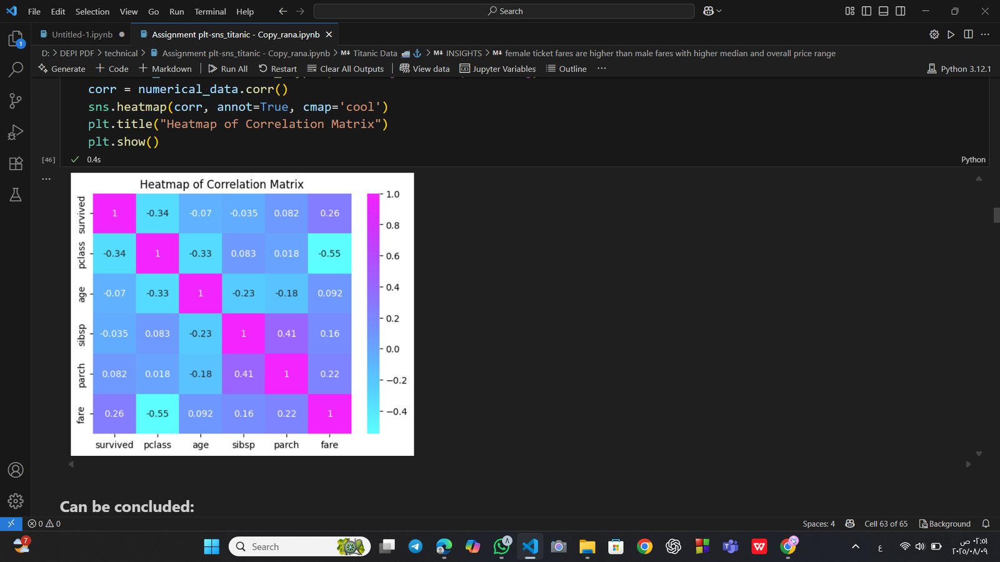 File Edit Selection View Go Run Terminal Help
Search
Untitled-1.ipynb
Assignment plt-sns_titanic - Copy_rana.ipynb
D: > DEPI PDF > technical > Assignment plt-sns_titanic - Copy_rana.ipynb > Titanic Data 🚢 ⚓ > INSIGHTS > female ticket fares are higher than male fares with higher median and overall price range
Generate + Code + Markdown Run All Restart Clear All Outputs View data Jupyter Variables Outline ...
Python 3.12.1
corr = numerical_data.corr()
sns.heatmap(corr, annot=True, cmap='cool')
plt.title("Heatmap of Correlation Matrix")
plt.show()
[46] ✓ 0.4s
Python
Heatmap of Correlation Matrix
survived 1 -0.34 -0.07 -0.035 0.082 0.26
pclass -0.34 1 -0.33 0.083 0.018 -0.55
age -0.07 -0.33 1 -0.23 -0.18 0.092
sibsp -0.035 0.083 -0.23 1 0.41 0.16
parch 0.082 0.018 -0.18 0.41 1 0.22
fare 0.26 -0.55 0.092 0.16 0.22 1
survived pclass age sibsp parch fare
1.0
0.8
0.6
0.4
0.2
0.0
−0.2
−0.4
Can be concluded:
0 0
Spaces: 4 Cell 63 of 65 Background
7
Search
ع
٠٢:٥١ ص
٢٠٢٥/٠٨/٠٩